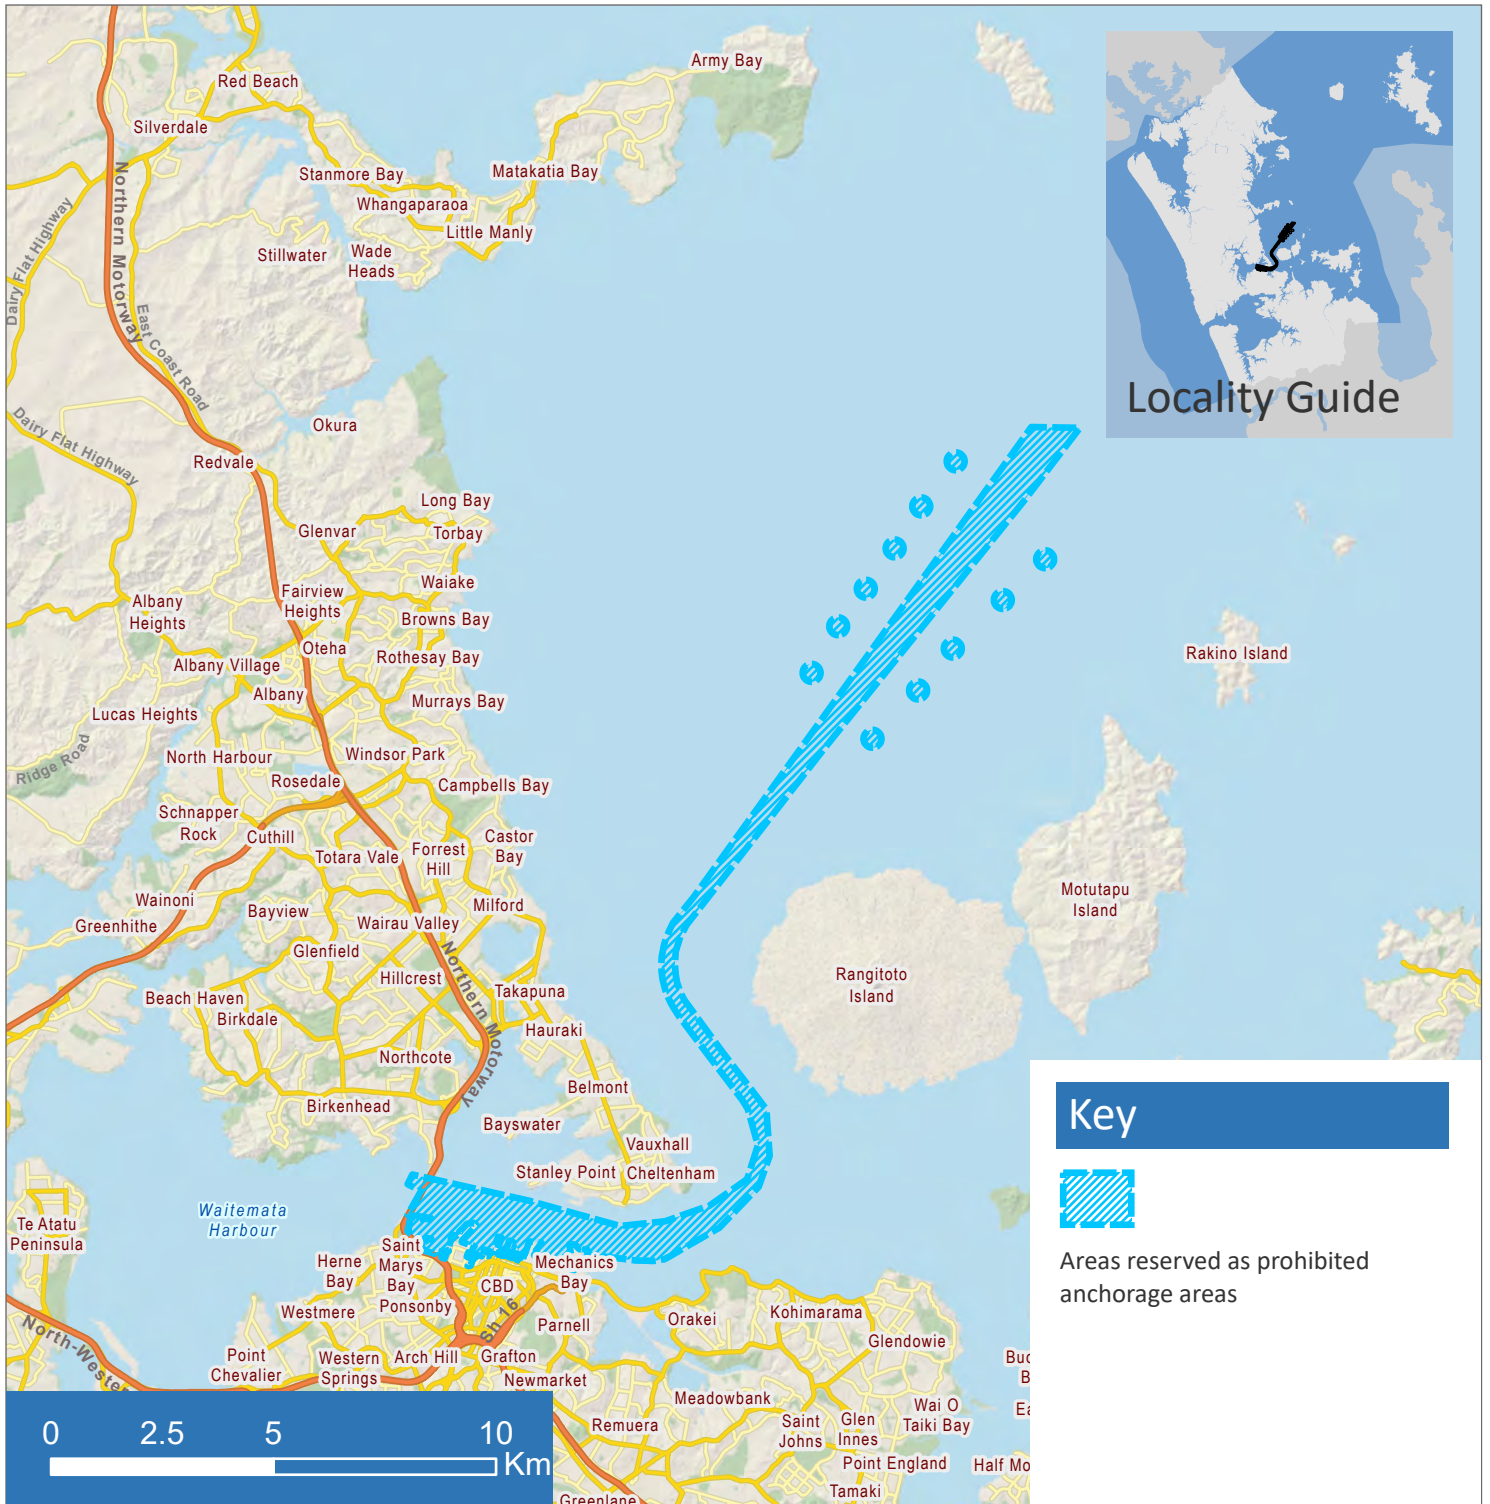 Army Bay
Red Beach
Silverdale
Matakatia Bay
Stanmore Bay
Whangaparaoa
Little Manly
Stillwater
Wade
Heads
Northern Motorway
Dairy Flat Highway
East Coast Road
Dairy Flat Highway
Locality Guide
Okura
Redvale
Long Bay
Glenvar
Torbay
Waiake
Fairview
Heights
Albany
Heights
Browns Bay
Oteha
Rothesay Bay
Albany Village
Albany
Murrays Bay
Lucas Heights
Ridge Road
North Harbour
Windsor Park
Rosedale
Campbells Bay
Schnapper
Rock
Cuthill
Castor
Bay
Totara Vale
Forrest
Hill
Rakino Island
Motutapu
Island
Rangitoto
Island
Wainoni
Greenhithe
Bayview
Milford
Wairau Valley
Glenfield
Northern Motorway
Hillcrest
Takapuna
Beach Haven
Birkdale
Hauraki
Northcote
Belmont
Birkenhead
Bayswater
Vauxhall
Stanley Point
Cheltenham
Waitemata
Harbour
Te Atatu
Peninsula
Saint
Marys
Bay
Herne
Bay
Mechanics
Bay
CBD
Westmere
Ponsonby
Sh 16
Parnell
Orakei
Kohimarama
Glendowie
North-Wester
Point
Chevalier
Western
Springs
Arch Hill
Grafton
Newmarket
Meadowbank
Remuera
Saint
Johns
Glen
Innes
Wai O
Taiki Bay
Point England
Tamaki
Greenlane
Buc
B
Ea
Half Mo
Key
Areas reserved as prohibited
anchorage areas
0 2.5 5 10
Km